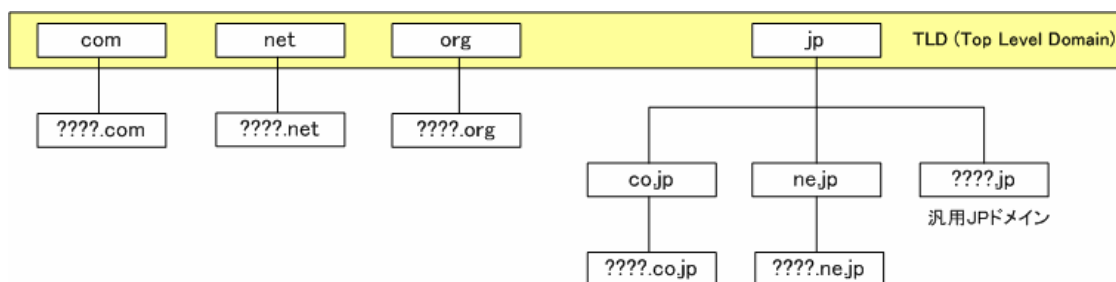 com net org jp TLD (Top Level Domain)
????.com ????.net ????.org
co.jp ne.jp ????.jp
汎用JPドメイン
????.co.jp ????.ne.jp